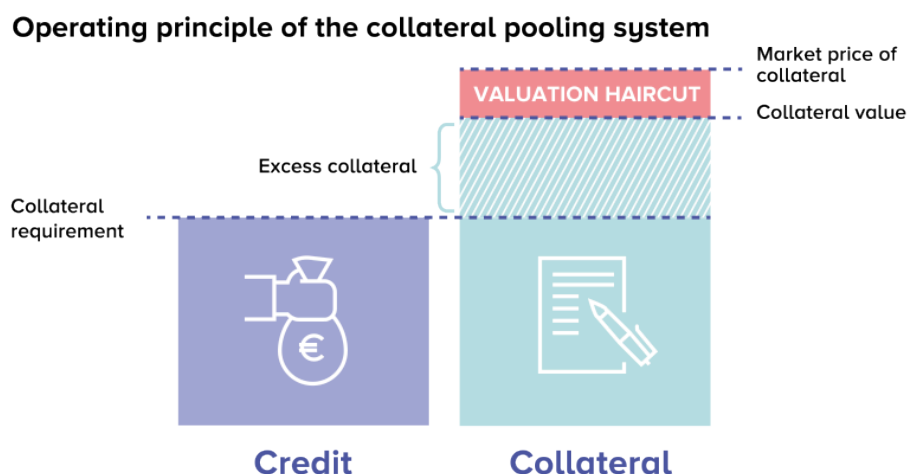 Operating principle of the collateral pooling system
Market price of
collateral
VALUATION HAIRCUT
Collateral value
Excess collateral
Collateral
requirement
€
Credit
Collateral